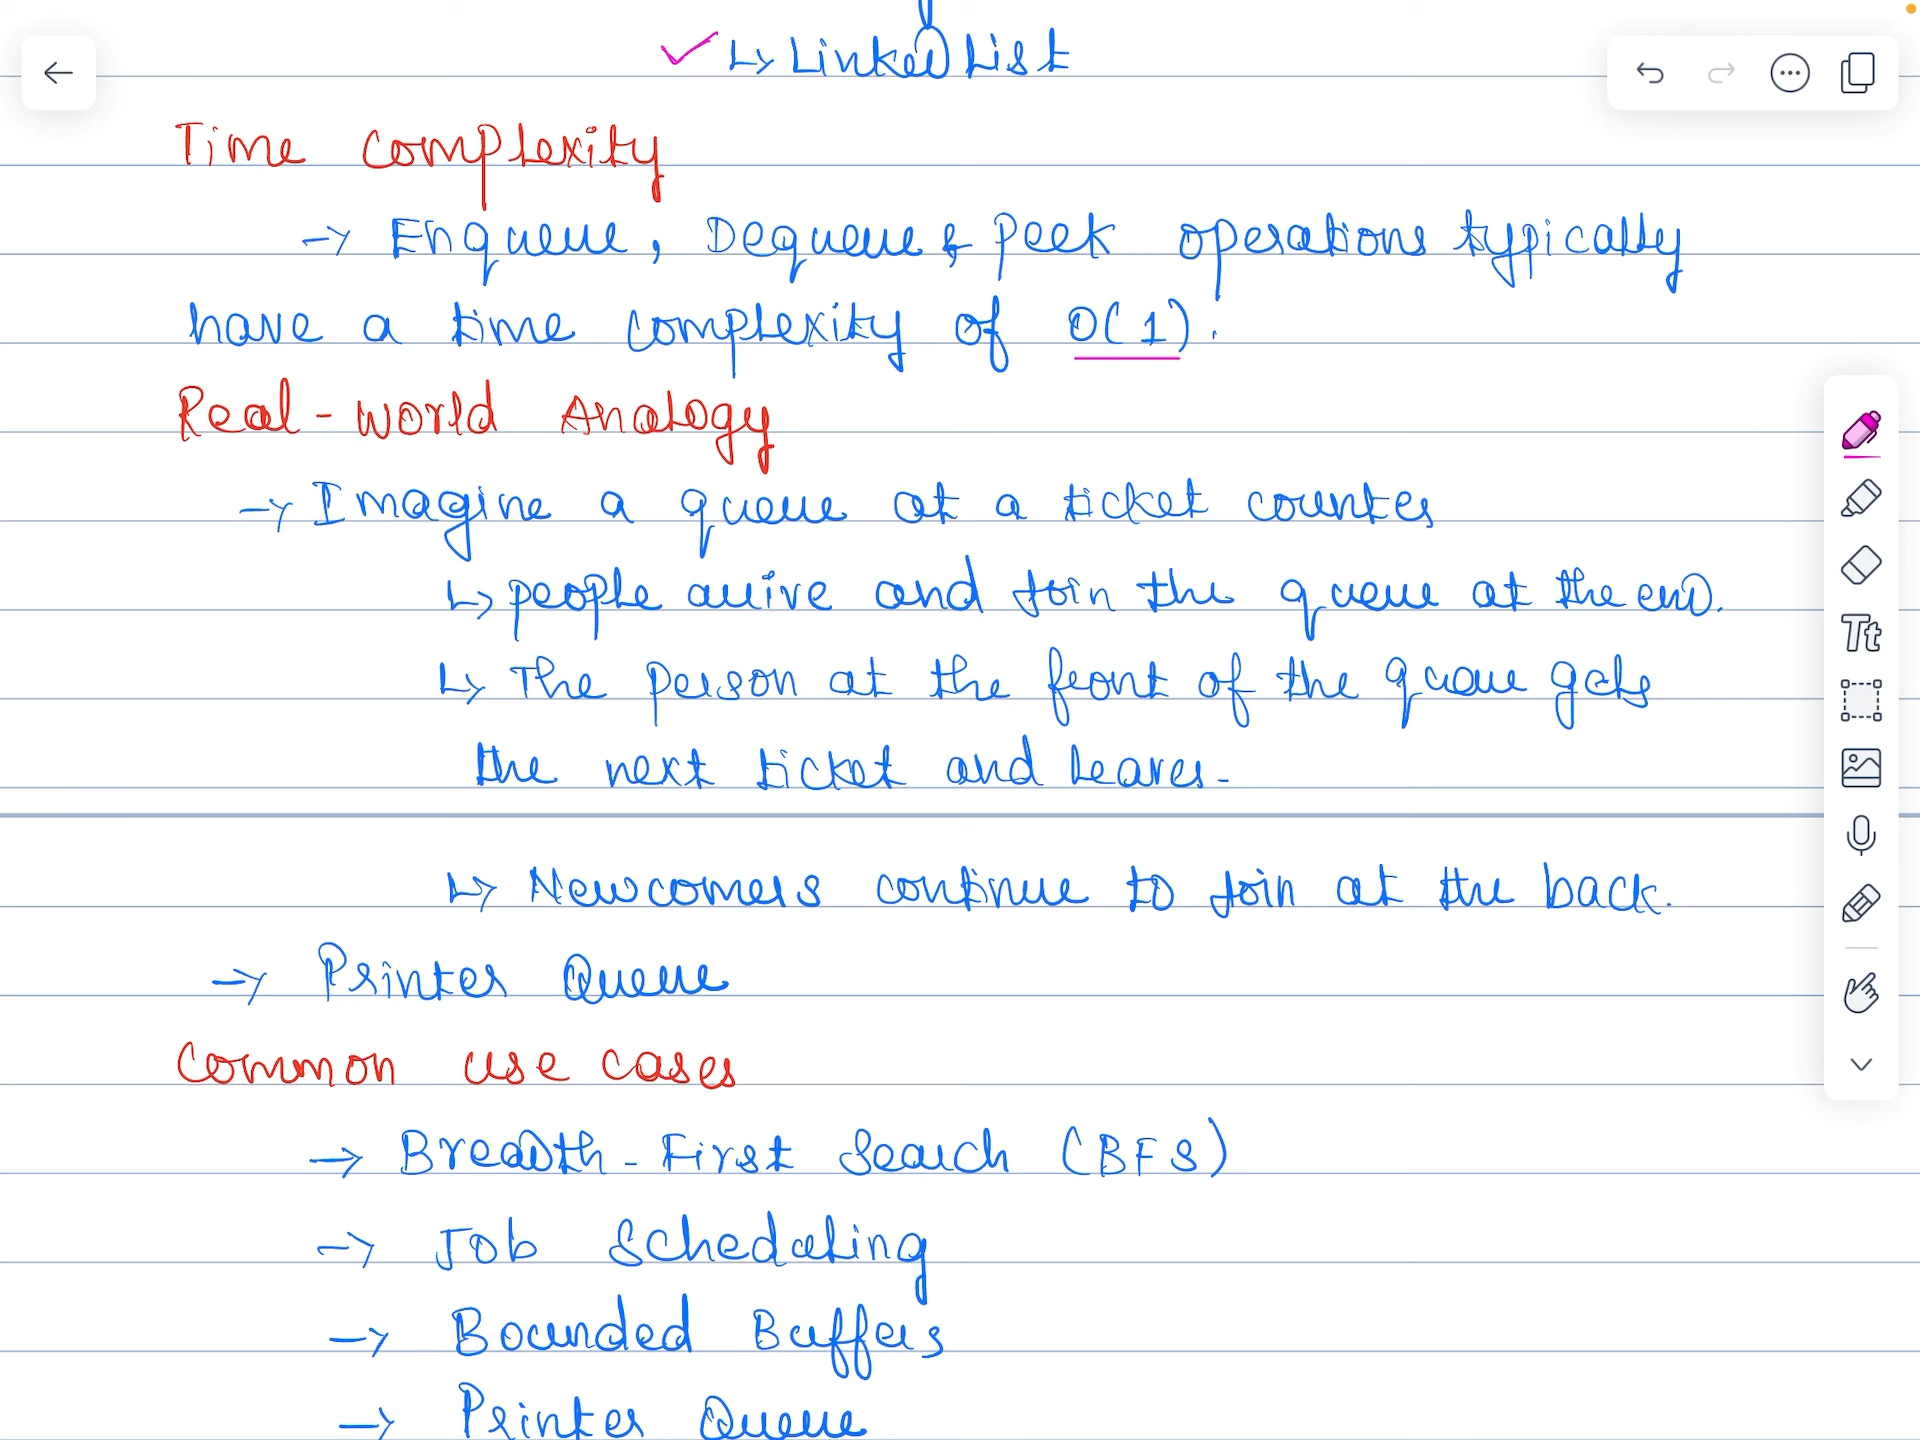 ↳ Linked List
Time Complexity
→ Enqueue, Dequeue & Peek operations typically
have a time complexity of O(1).
Real-world Analogy
→ Imagine a queue at a ticket counter
↳ people arrive and join the queue at the end.
↳ The person at the front of the queue gets
the next ticket and leaves.
↳ Newcomers continue to join at the back.
→ Printer Queue
Common use cases
→ Breadth-First Search (BFS)
→ Job Scheduling
→ Bounded Buffers
→ Printer Queue
Tt